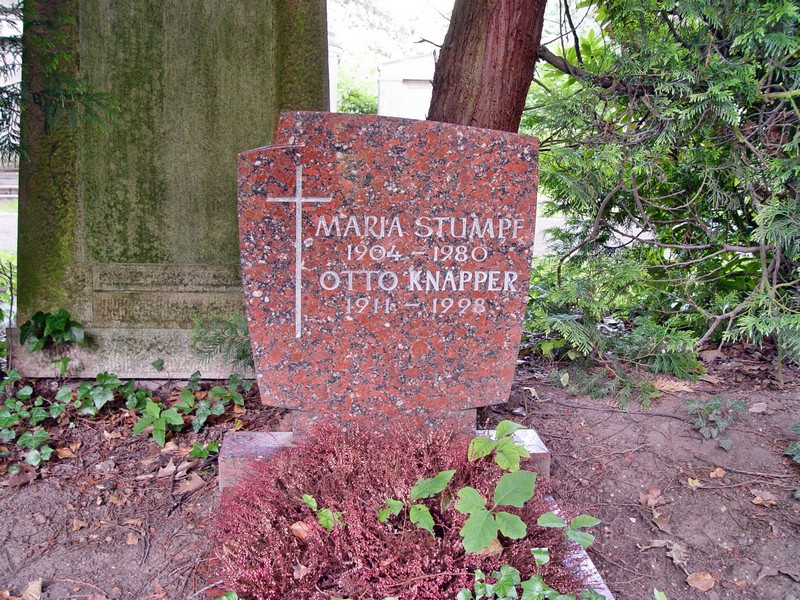 MARIA STUMPF
1904 – 1980
OTTO KNAPPER
1911 – 1998